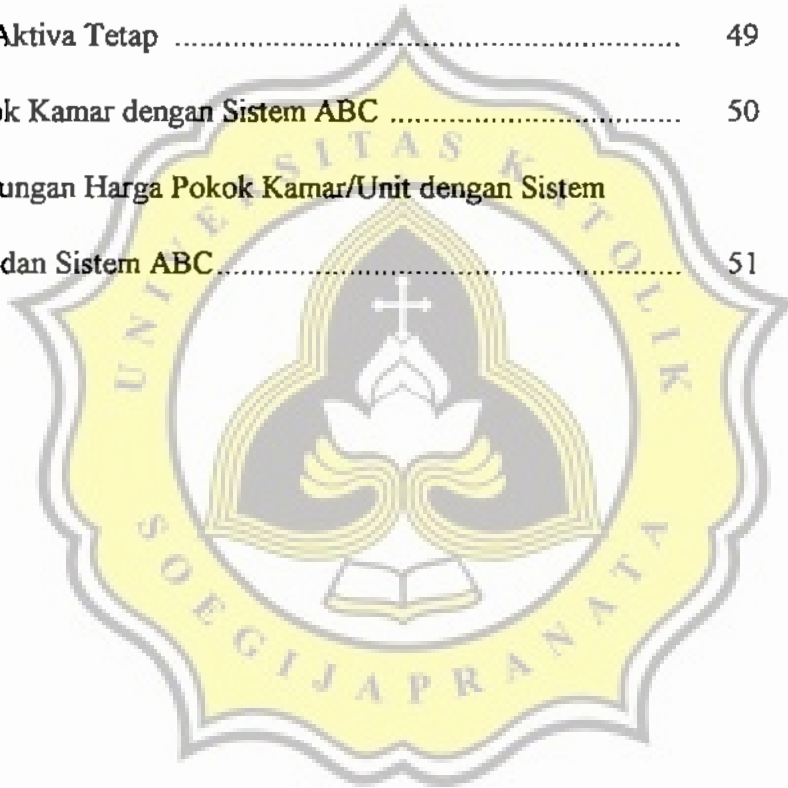 Aktiva Tetap ........................................................ 49
ok Kamar dengan Sistem ABC ................................ 50
ungan Harga Pokok Kamar/Unit dengan Sistem
dan Sistem ABC................................................... 51
UNIVERSITAS KATOLIK
SOEGIJAPRANATA